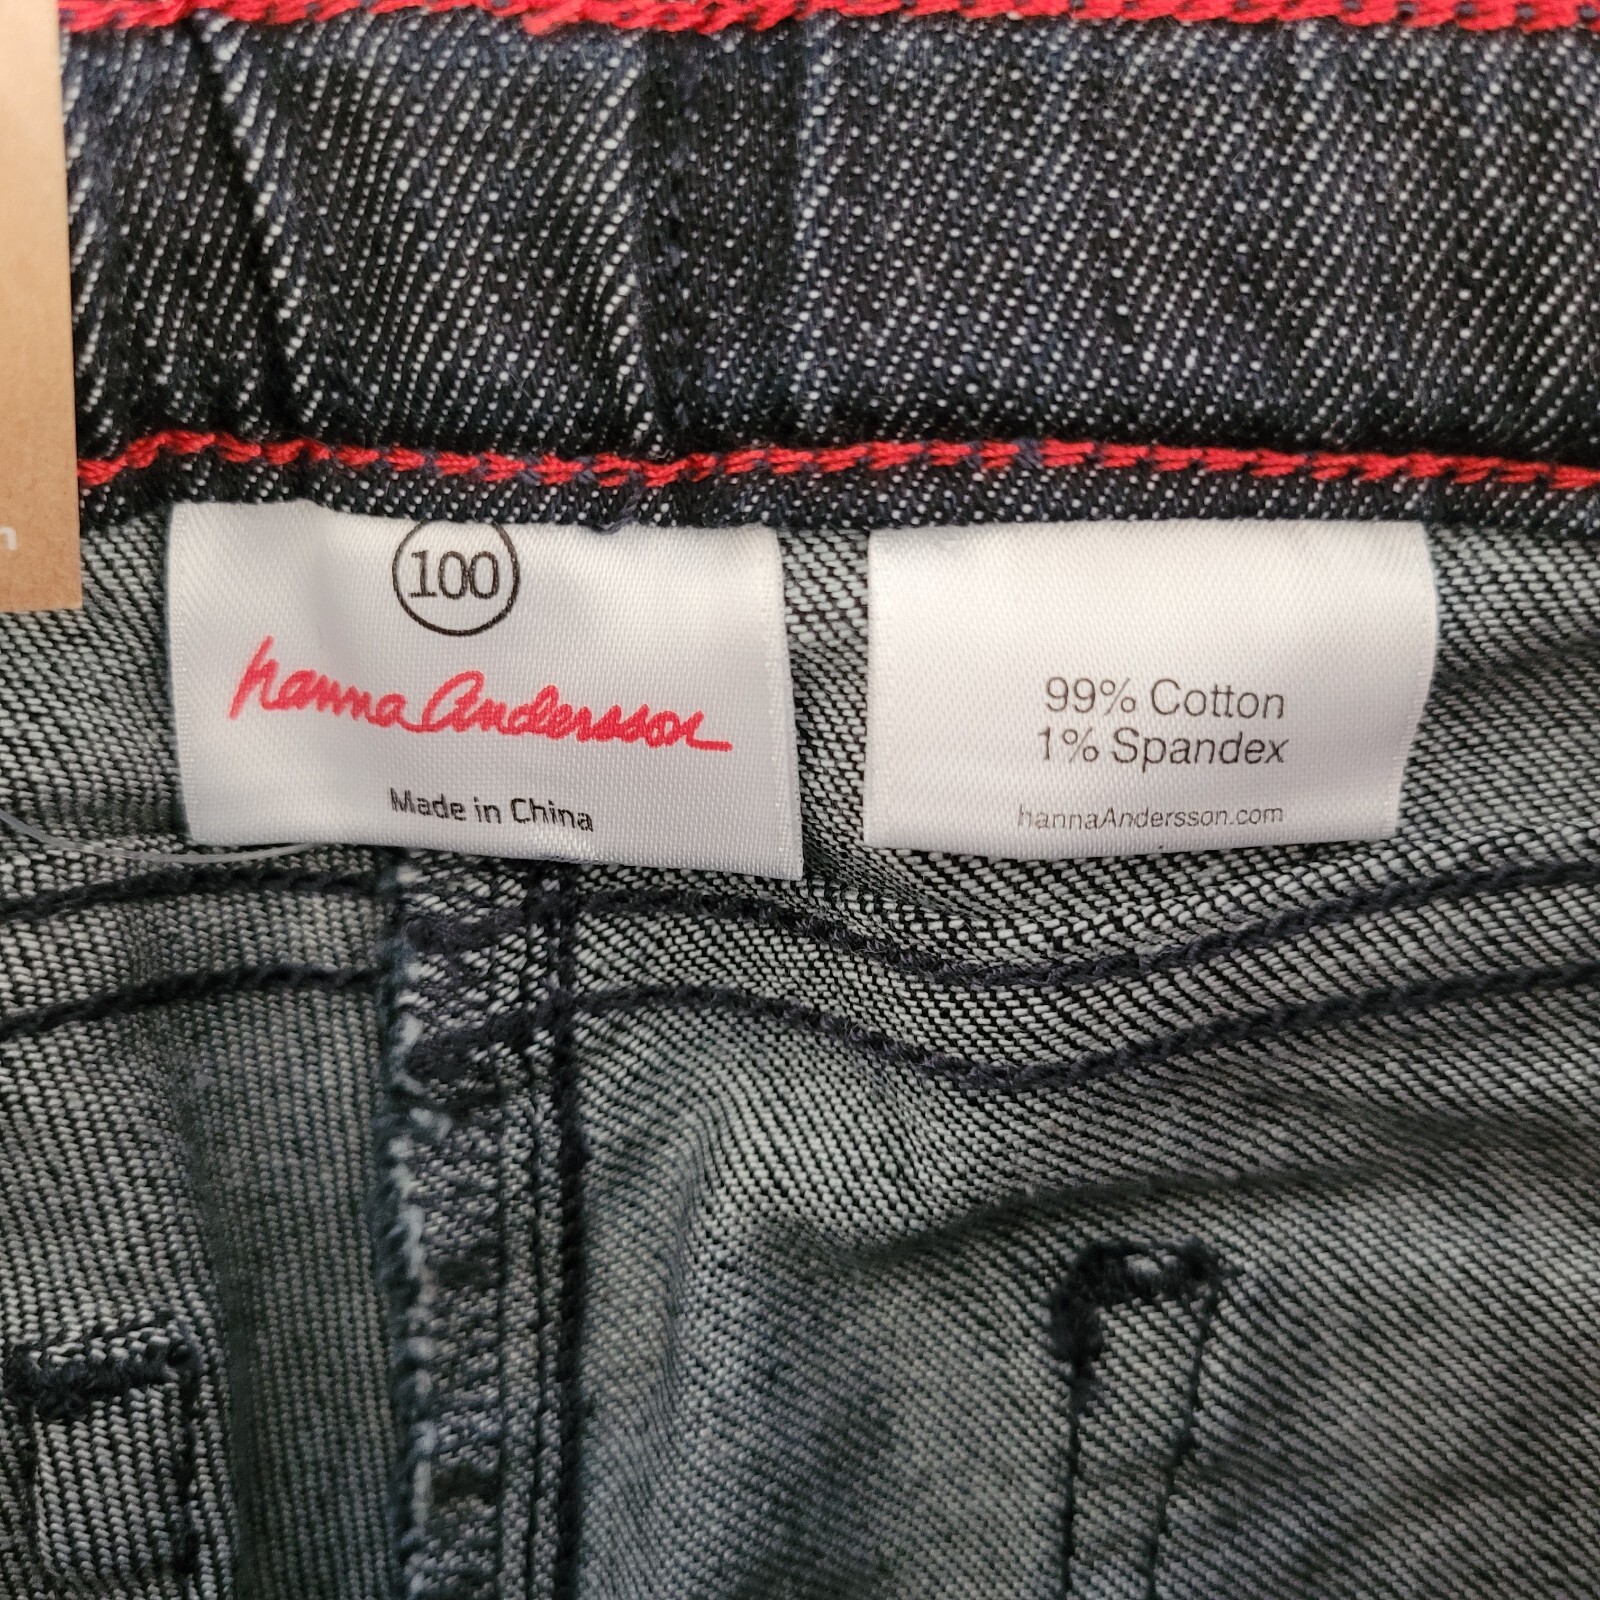 100
hanna Andersson
Made in China
99% Cotton
1% Spandex
hannaAndersson.com